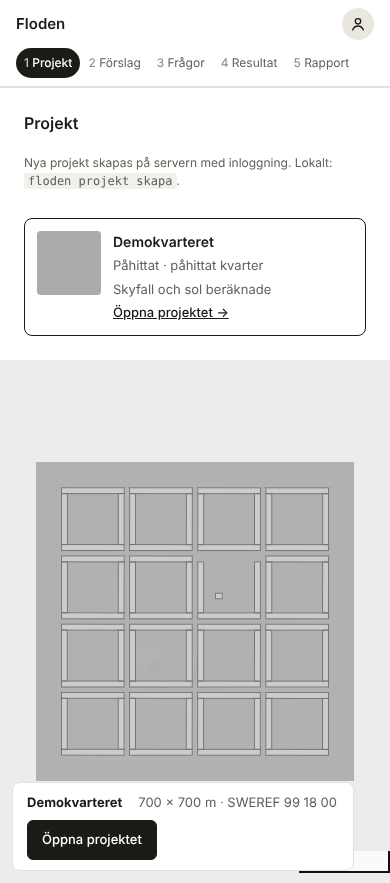 Floden
1 Projekt 2 Förslag 3 Frågor 4 Resultat 5 Rapport
Projekt
Nya projekt skapas på servern med inloggning. Lokalt:
floden projekt skapa.
Demokvarteret
Påhittat · påhittat kvarter
Skyfall och sol beräknade
Öppna projektet →
Demokvarteret 700 × 700 m · SWEREF 99 18 00
Öppna projektet